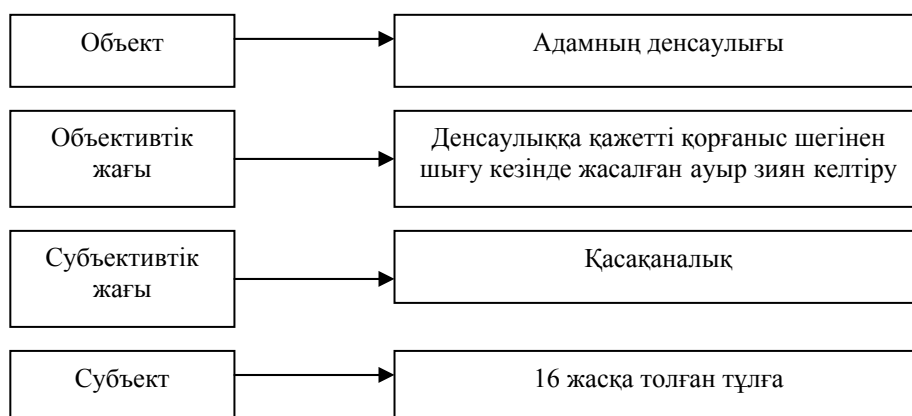 Объект
Адамның денсаулығы
Объективтік
жағы
Денсаулыққа қажетті қорғаныс шегінен
шығу кезінде жасалған ауыр зиян келтіру
Субъективтік
жағы
Қасақаналық
Субъект
16 жасқа толған тұлға